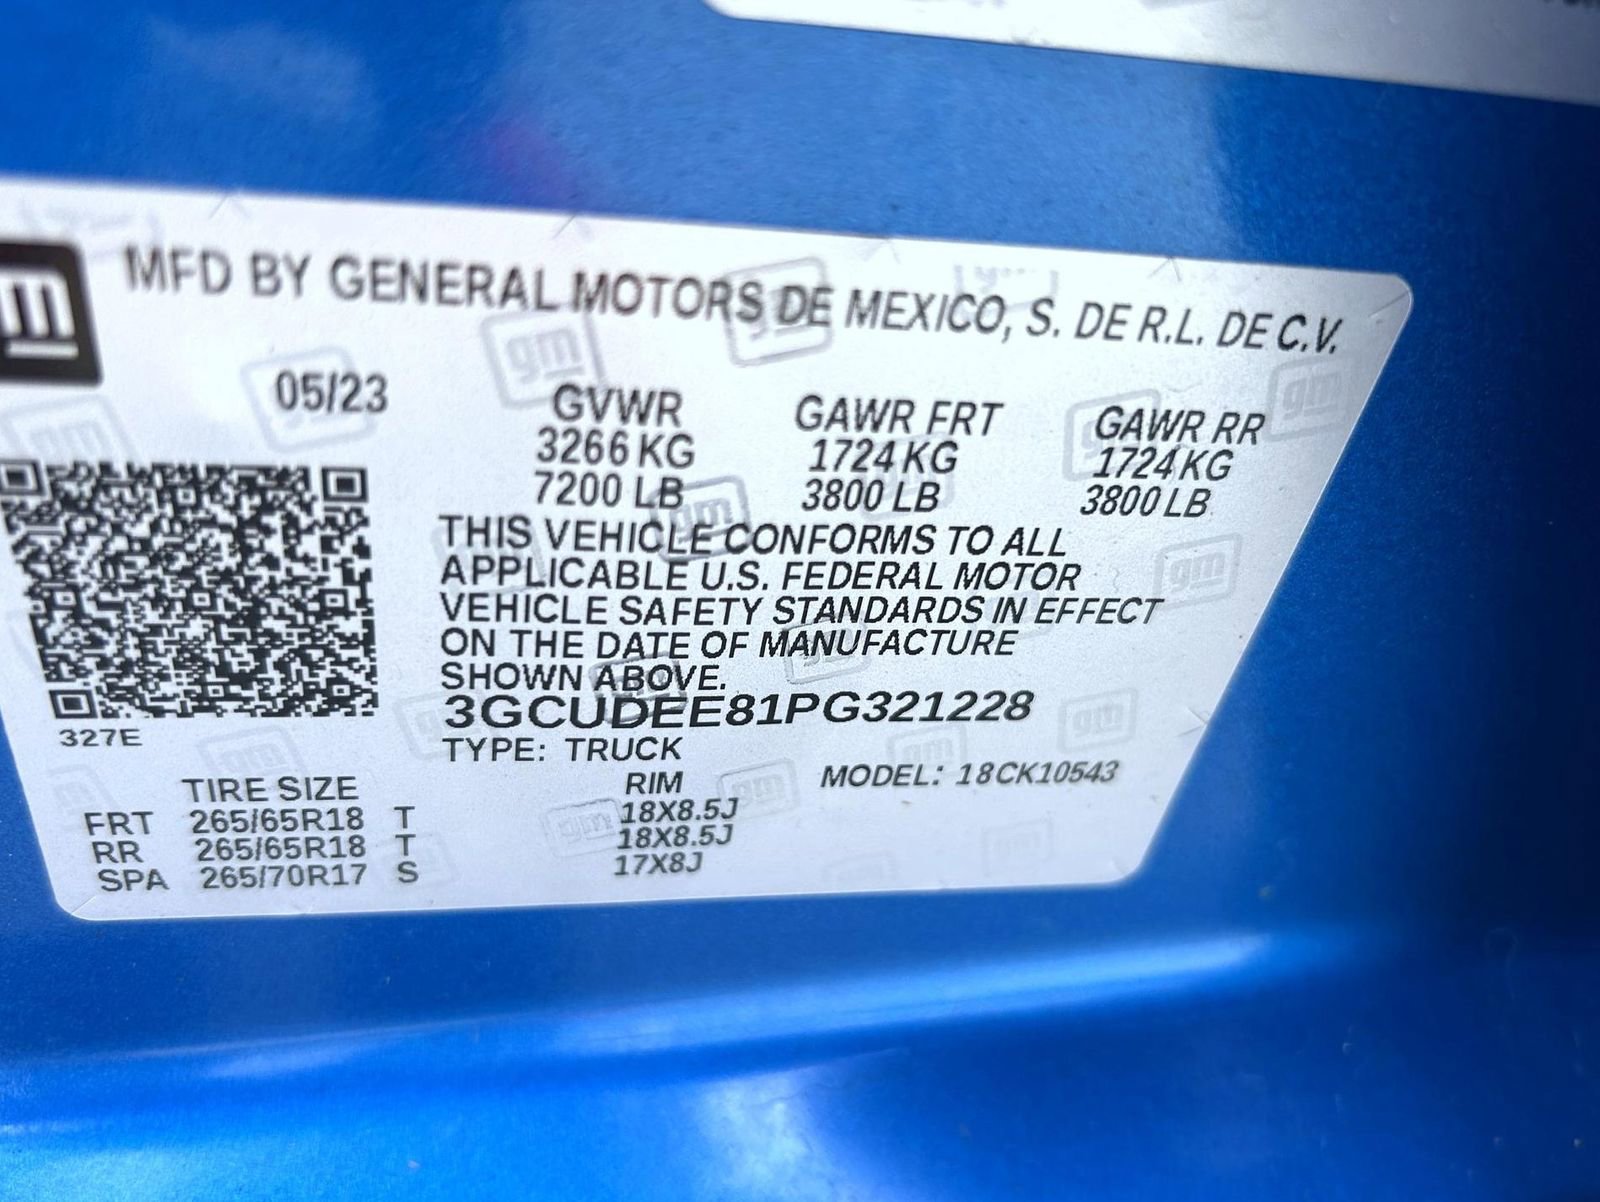 gm
MFD BY GENERAL MOTORS DE MEXICO, S. DE R.L. DE C.V.
05/23 GVWR GAWR FRT GAWR RR
3266 KG 1724 KG 1724 KG
7200 LB 3800 LB 3800 LB
THIS VEHICLE CONFORMS TO ALL
APPLICABLE U.S. FEDERAL MOTOR
VEHICLE SAFETY STANDARDS IN EFFECT
ON THE DATE OF MANUFACTURE
SHOWN ABOVE.
3GCUDEE81PG321228
327E
TYPE: TRUCK
MODEL: 18CK10543
TIRE SIZE RIM
FRT 265/65R18 T 18X8.5J
RR 265/65R18 T 18X8.5J
SPA 265/70R17 S 17X8J